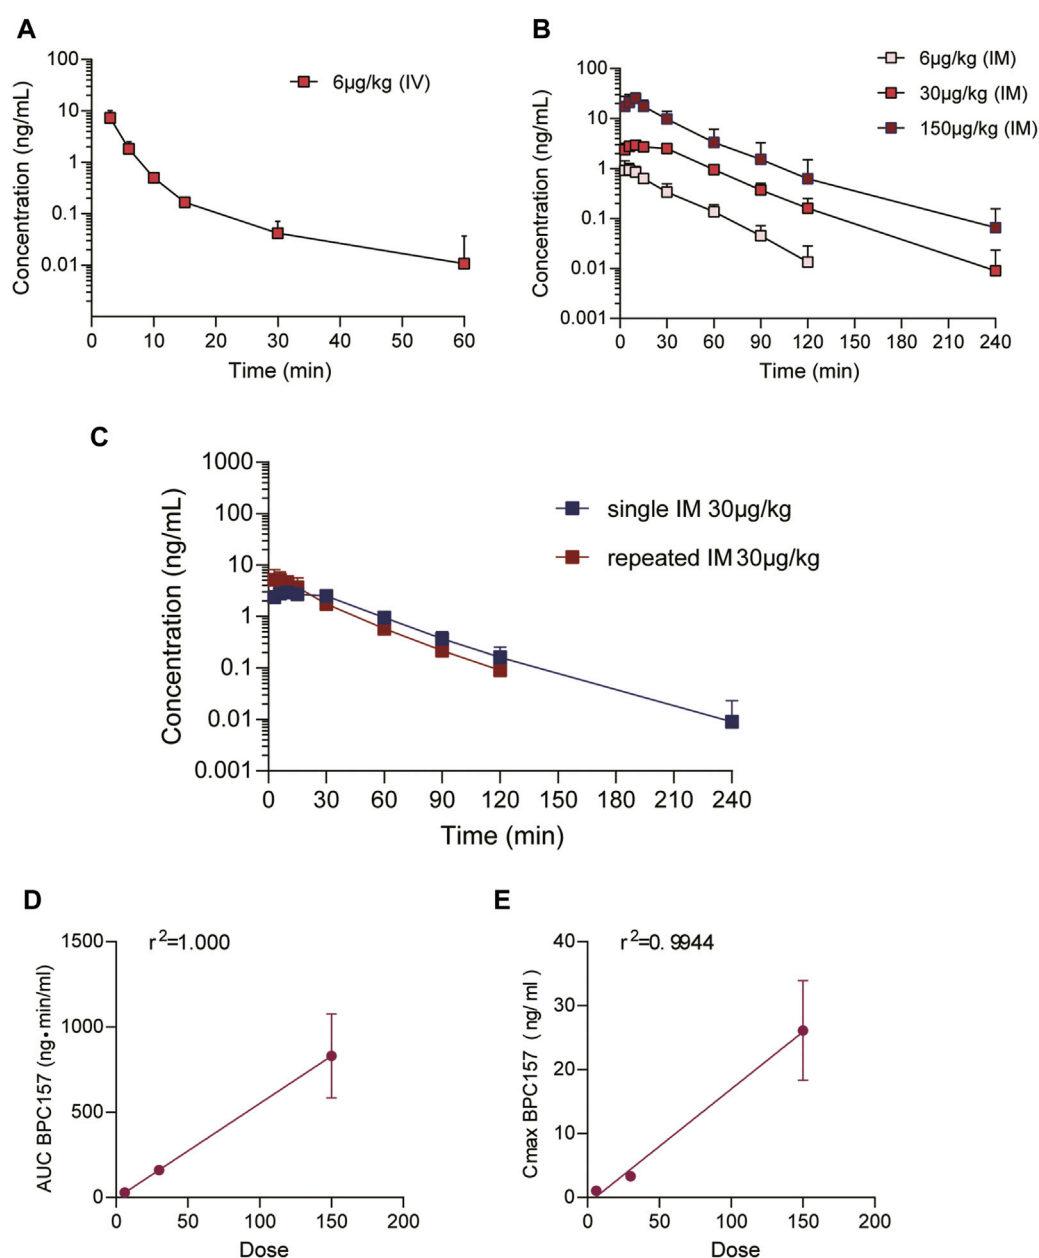 A
100
10
1
0.1
0.01
Concentration (ng/mL)
6µg/kg (IV)
0 10 20 30 40 50 60
Time (min)
B
100
10
1
0.1
0.01
0.001
Concentration (ng/mL)
6µg/kg (IM)
30µg/kg (IM)
150µg/kg (IM)
0 30 60 90 120 150 180 210 240
Time (min)
C
1000
100
10
1
0.1
0.01
0.001
Concentration (ng/mL)
single IM 30µg/kg
repeated IM 30µg/kg
0 30 60 90 120 150 180 210 240
Time (min)
D
r2=1.000
1500
1000
500
0
AUC BPC157 (ng•min/ml)
0 50 100 150 200
Dose
E
r2=0. 9944
40
30
20
10
0
Cmax BPC157 ( ng/ ml )
0 50 100 150 200
Dose